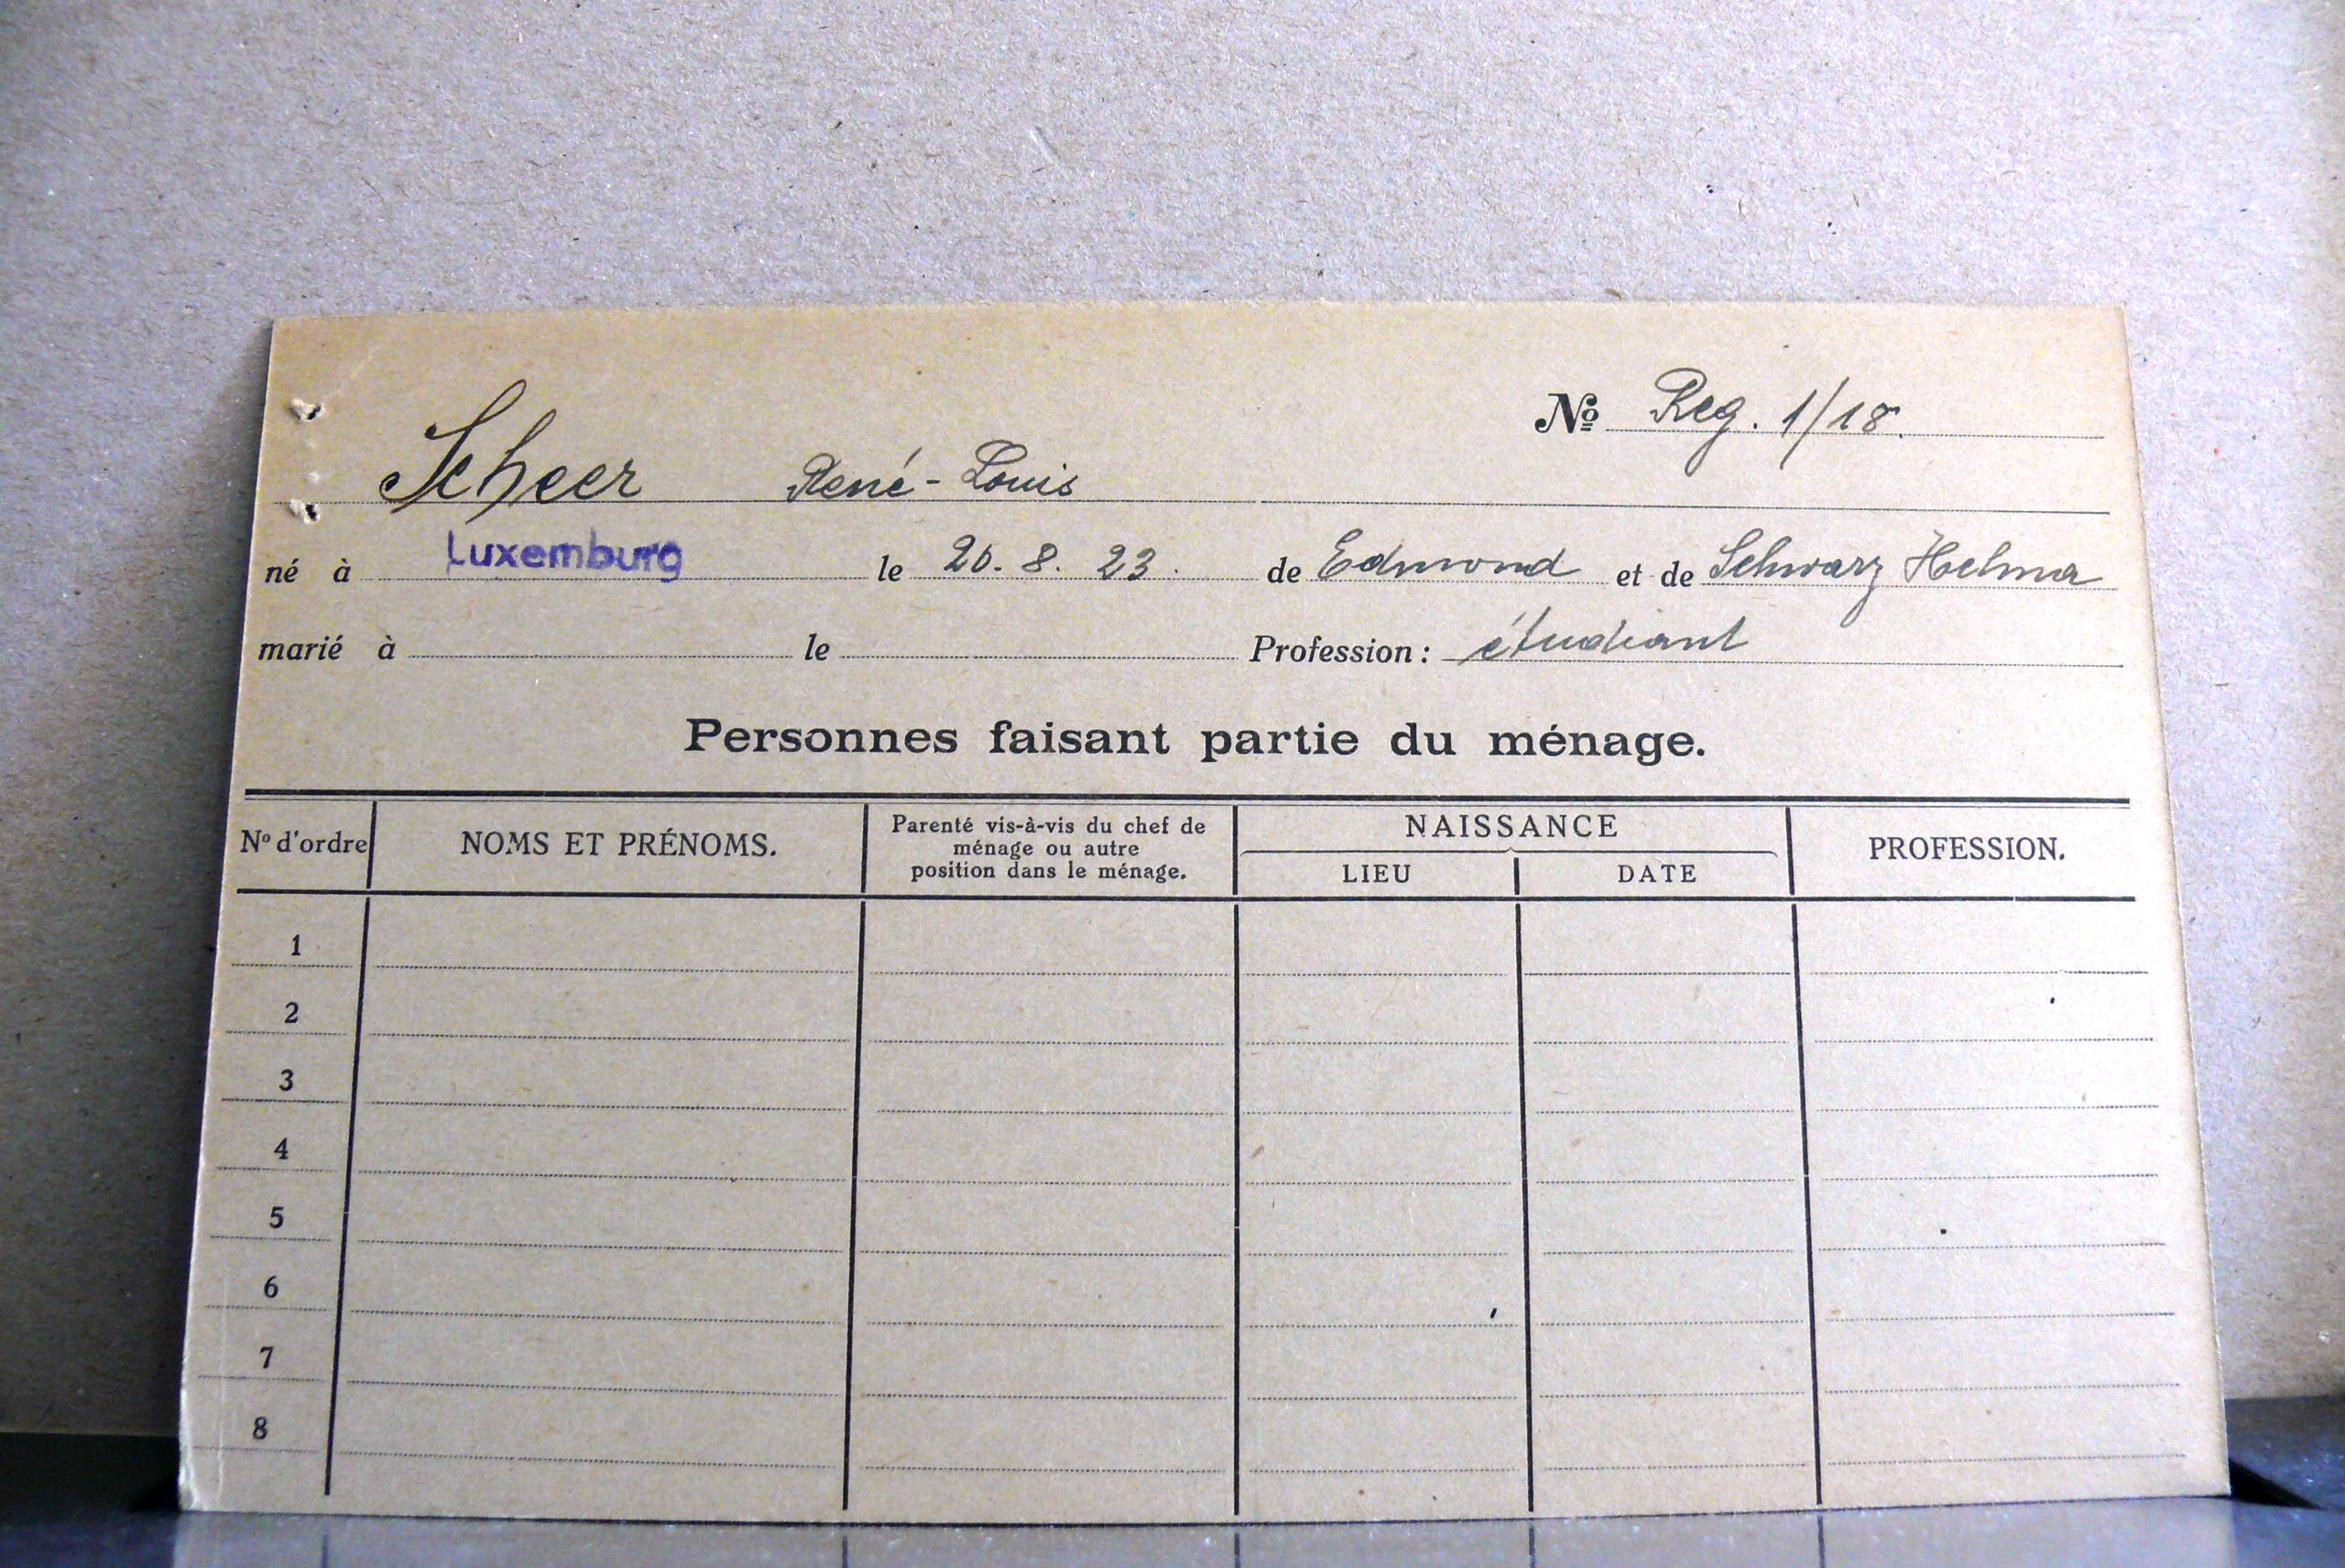 Nº Reg. 1/18.
Scheer René-Louis
né à Luxemburg le 20. 8. 23. de Edmond et de Schwarz Helma
marié à le Profession: étudiant
Personnes faisant partie du ménage.
Nº d'ordre NOMS ET PRÉNOMS. Parenté vis-à-vis du chef de ménage ou autre position dans le ménage. NAISSANCE LIEU DATE PROFESSION.
1
2
3
4
5
6
7
8